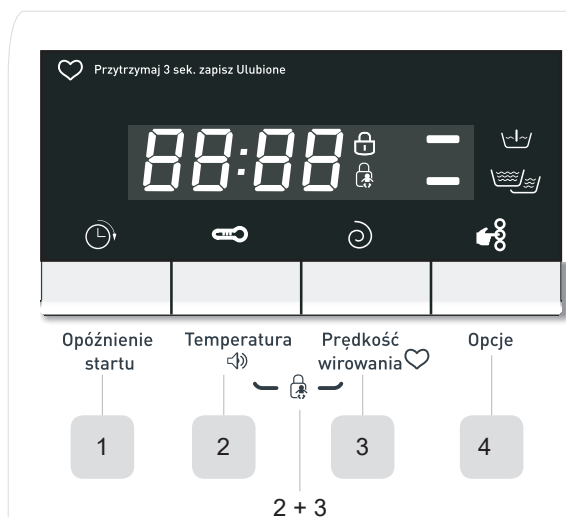 Przytrzymaj 3 sek. zapisz Ulubione
88:88
Opóźnienie
startu
Temperatura
Prędkość
wirowania
Opcje
1
2
3
4
2 + 3